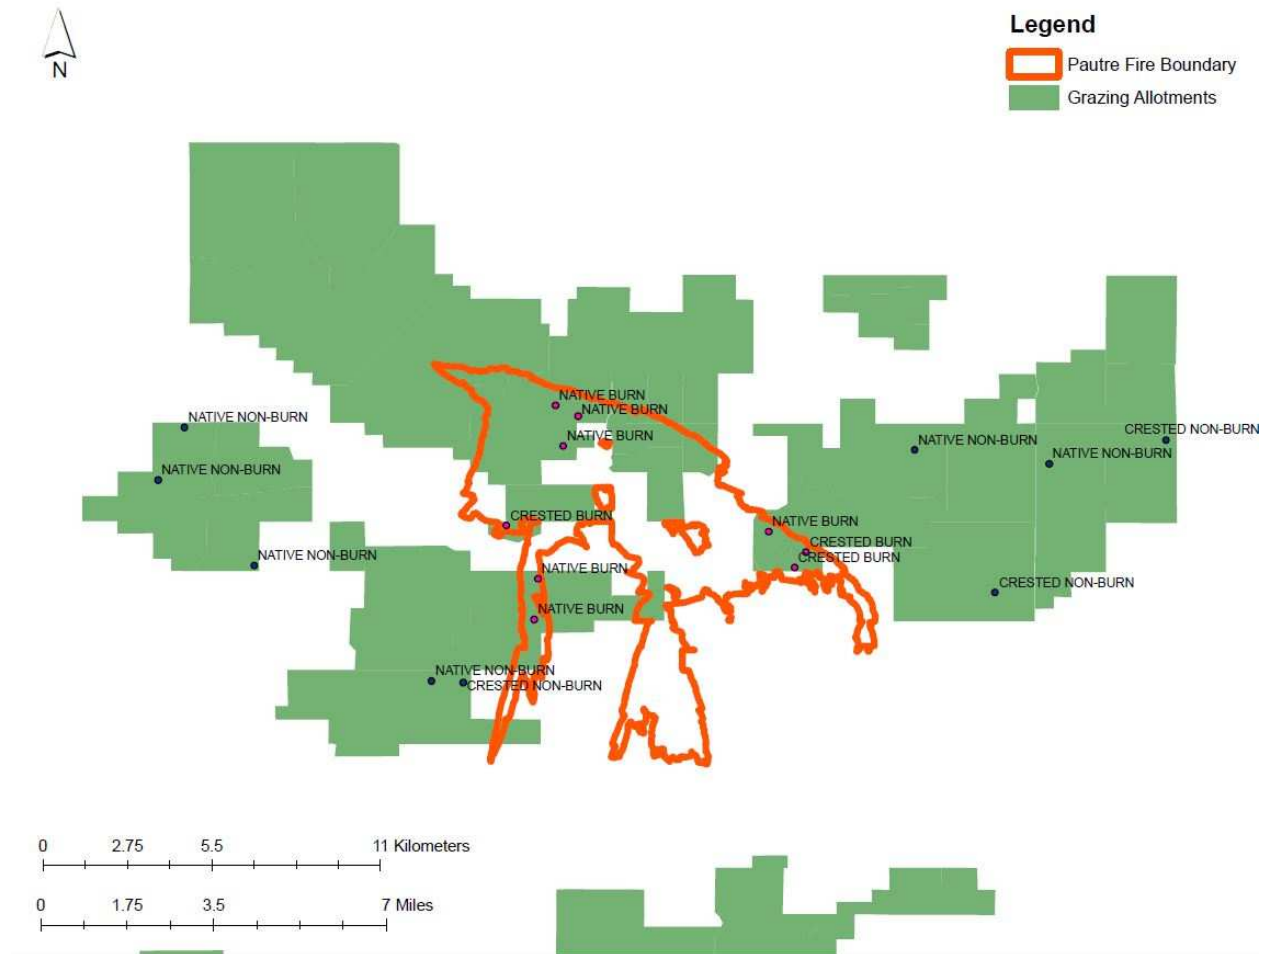 Legend
Pautre Fire Boundary
Grazing Allotments
N
NATIVE BURN
NATIVE BURN
NATIVE NON-BURN
CRESTED NON-BURN
NATIVE BURN
NATIVE NON-BURN
NATIVE NON-BURN
NATIVE NON-BURN
CRESTED BURN
NATIVE BURN
CRESTED BURN
NATIVE NON-BURN
CRESTED BURN
NATIVE BURN
CRESTED NON-BURN
NATIVE BURN
NATIVE NON-BURN
CRESTED NON-BURN
0 2.75 5.5 11 Kilometers
0 1.75 3.5 7 Miles